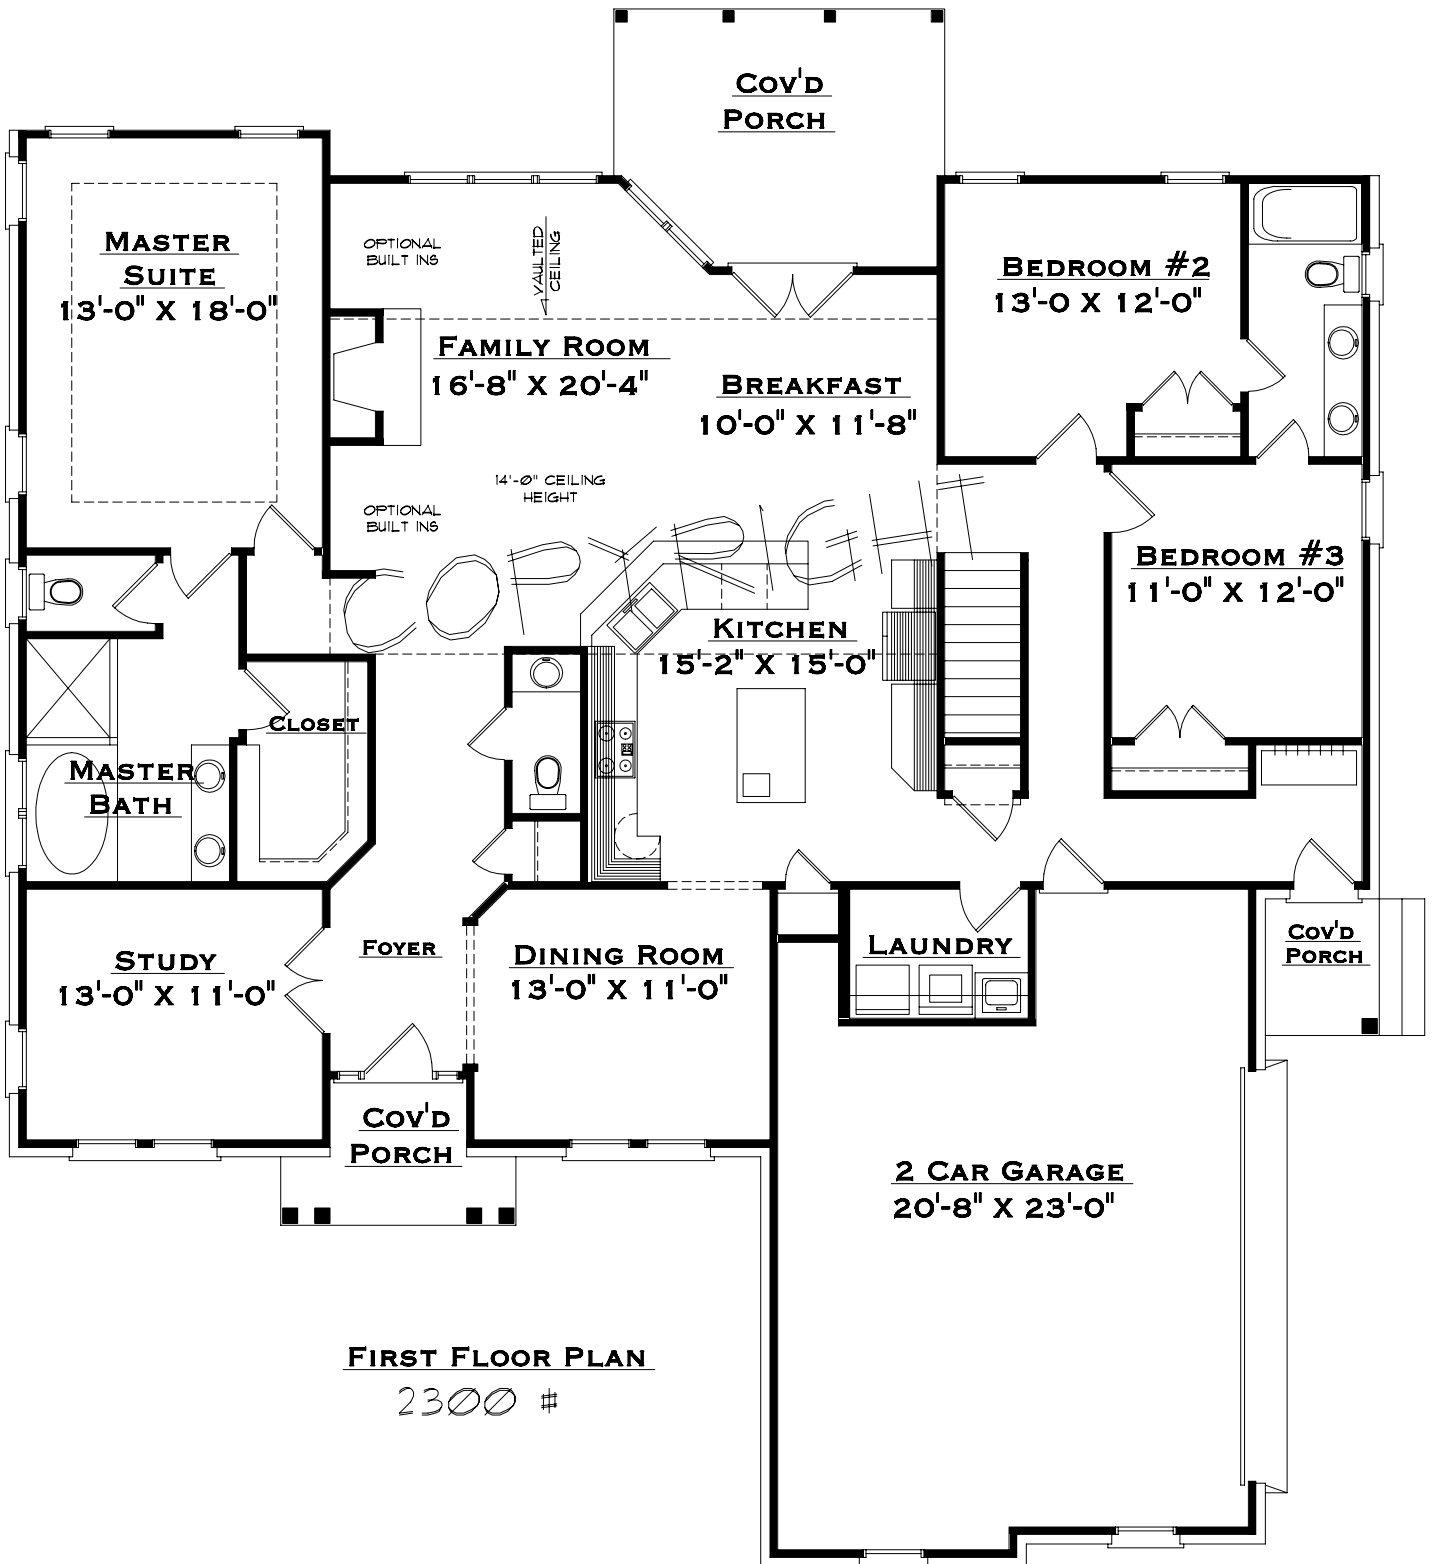 COV'D
PORCH
MASTER
SUITE
13'-0" X 18'-0"
OPTIONAL
BUILT INS
VAULTED
CEILING
BEDROOM #2
13'-0 X 12'-0"
FAMILY ROOM
16'-8" X 20'-4"
BREAKFAST
10'-0" X 11'-8"
14'-0" CEILING
HEIGHT
OPTIONAL
BUILT INS
BEDROOM #3
11'-0" X 12'-0"
KITCHEN
15'-2" X 15'-0"
CLOSET
MASTER
BATH
STUDY
13'-0" X 11'-0"
FOYER
DINING ROOM
13'-0" X 11'-0"
LAUNDRY
COV'D
PORCH
COV'D
PORCH
2 CAR GARAGE
20'-8" X 23'-0"
FIRST FLOOR PLAN
2300 #